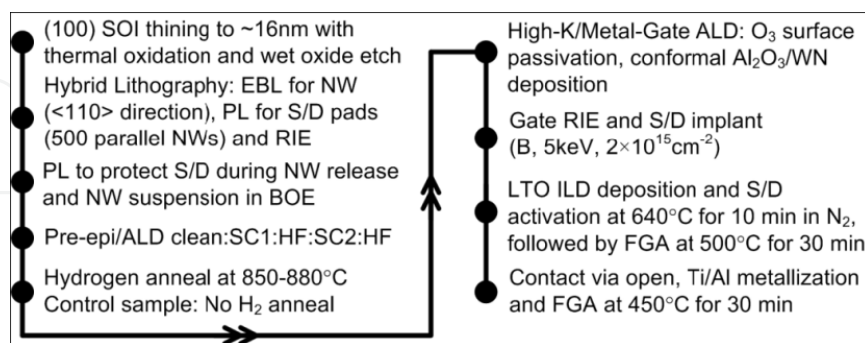 (100) SOI thining to ~16nm with
thermal oxidation and wet oxide etch
Hybrid Lithography: EBL for NW
(<110> direction), PL for S/D pads
(500 parallel NWs) and RIE
PL to protect S/D during NW release
and NW suspension in BOE
Pre-epi/ALD clean:SC1:HF:SC2:HF
Hydrogen anneal at 850-880°C
Control sample: No H₂ anneal
High-K/Metal-Gate ALD: O₃ surface
passivation, conformal Al₂O₃/WN
deposition
Gate RIE and S/D implant
(B, 5keV, 2×10¹⁵cm⁻²)
LTO ILD deposition and S/D
activation at 640°C for 10 min in N₂,
followed by FGA at 500°C for 30 min
Contact via open, Ti/Al metallization
and FGA at 450°C for 30 min